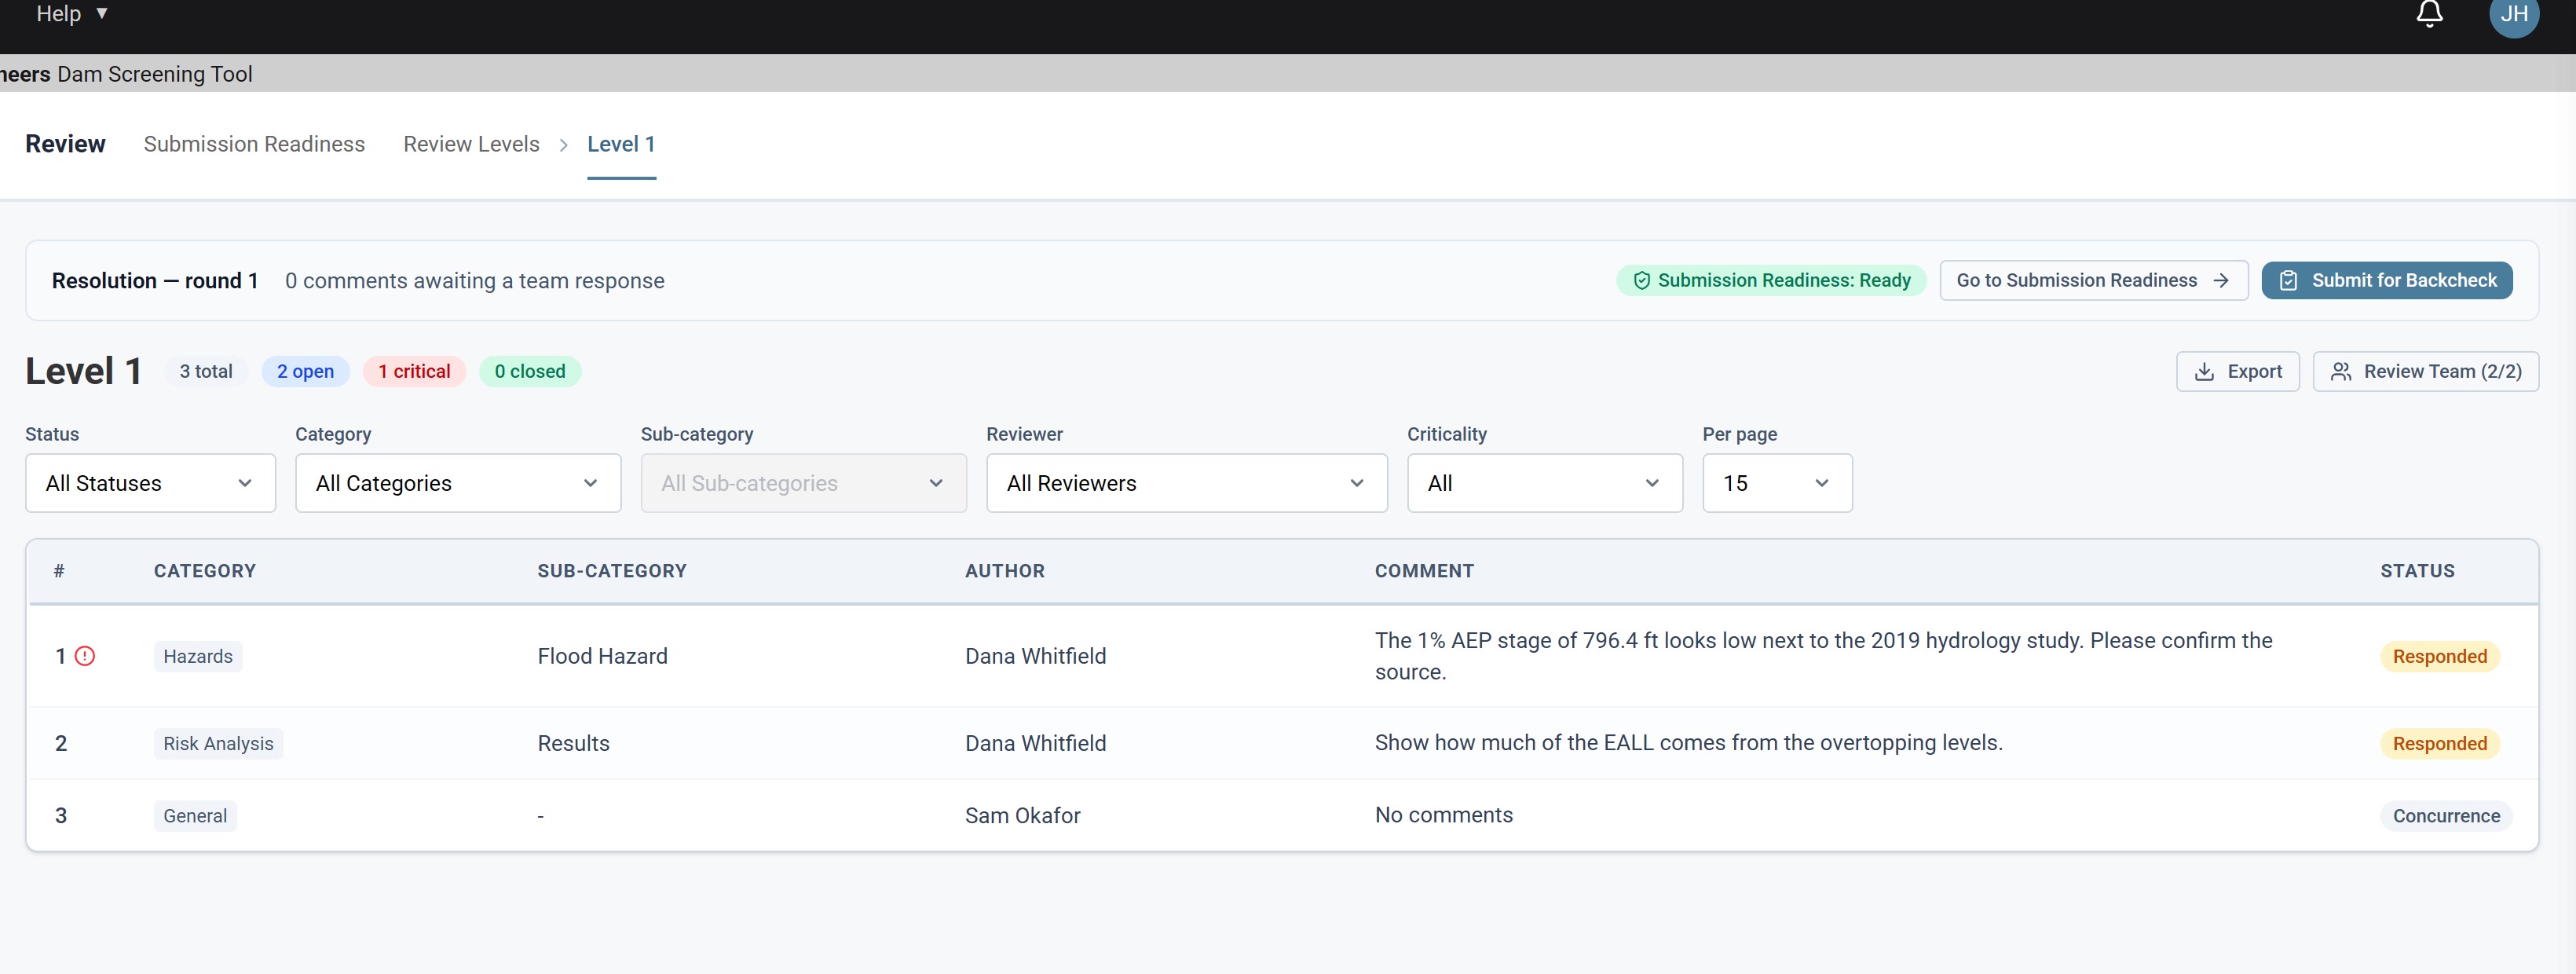 Help ▼
JH
neers Dam Screening Tool
Review Submission Readiness Review Levels > Level 1
Resolution — round 1 0 comments awaiting a team response Submission Readiness: Ready Go to Submission Readiness → Submit for Backcheck
Level 1 3 total 2 open 1 critical 0 closed Export Review Team (2/2)
Status Category Sub-category Reviewer Criticality Per page
All Statuses All Categories All Sub-categories All Reviewers All 15
# CATEGORY SUB-CATEGORY AUTHOR COMMENT STATUS
1 Hazards Flood Hazard Dana Whitfield The 1% AEP stage of 796.4 ft looks low next to the 2019 hydrology study. Please confirm the
source. Responded
2 Risk Analysis Results Dana Whitfield Show how much of the EALL comes from the overtopping levels. Responded
3 General - Sam Okafor No comments Concurrence